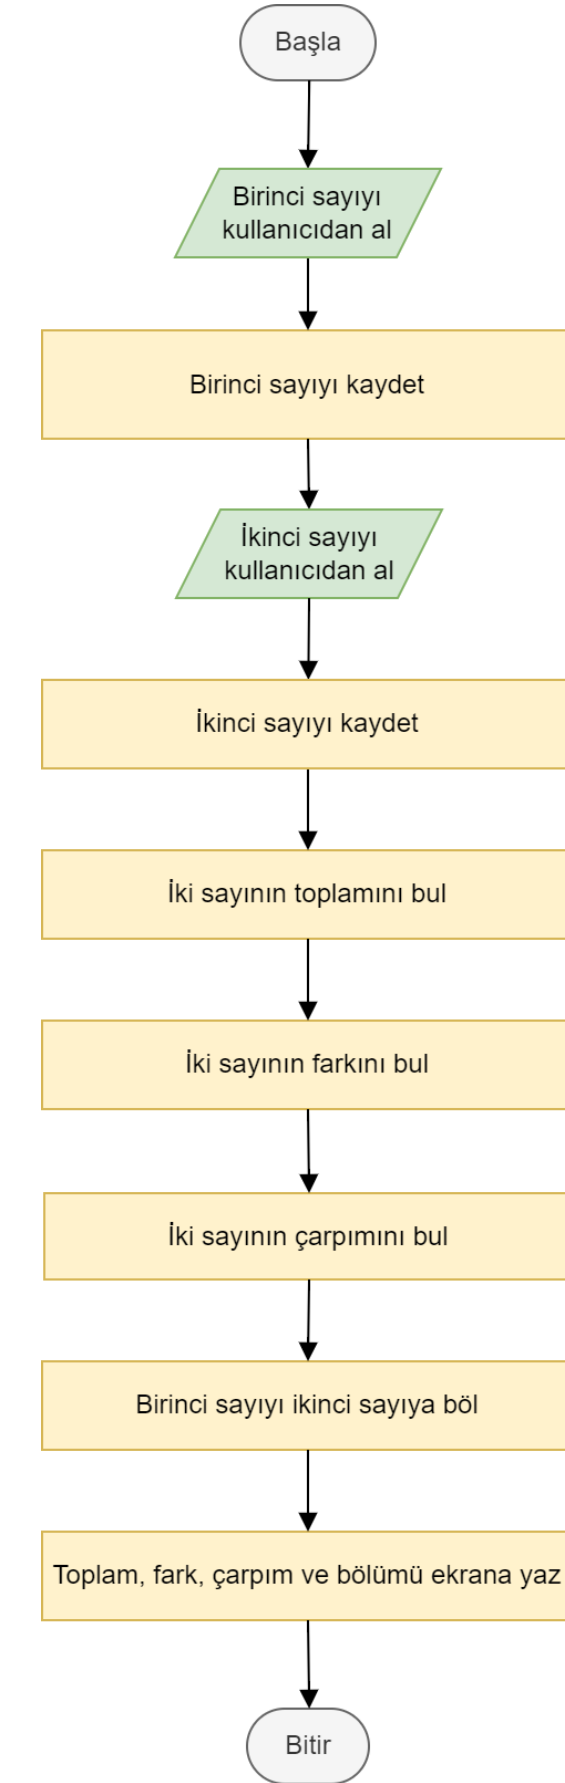 Başla
Birinci sayıyı
kullanıcıdan al
Birinci sayıyı kaydet
İkinci sayıyı
kullanıcıdan al
İkinci sayıyı kaydet
İki sayının toplamını bul
İki sayının farkını bul
İki sayının çarpımını bul
Birinci sayıyı ikinci sayıya böl
Toplam, fark, çarpım ve bölümü ekrana yaz
Bitir